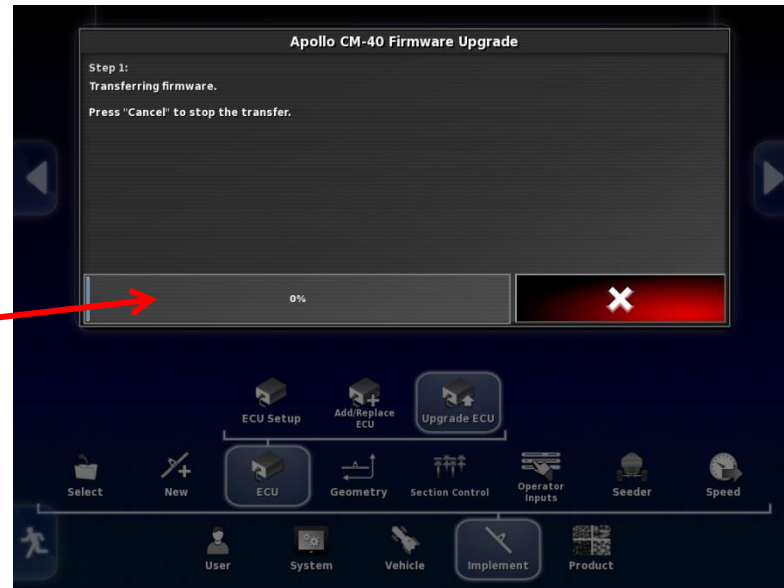 Apollo CM-40 Firmware Upgrade
Step 1:
Transferring firmware.
Press "Cancel" to stop the transfer.
0%
ECU Setup
Add/Replace
ECU
Upgrade ECU
Select
New
ECU
Geometry
Section Control
Operator
Inputs
Seeder
Speed
User
System
Vehicle
Implement
Product